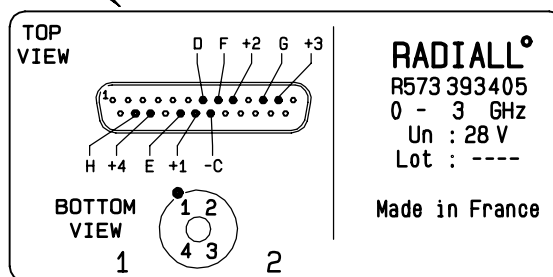 TOP
VIEW
D F +2 G +3
1
H +4 E +1 -C
BOTTOM
VIEW
1 2
4 3
1 2
RADIALL°
R573 393405
0 - 3 GHz
Un : 28 V
Lot : ----
Made in France